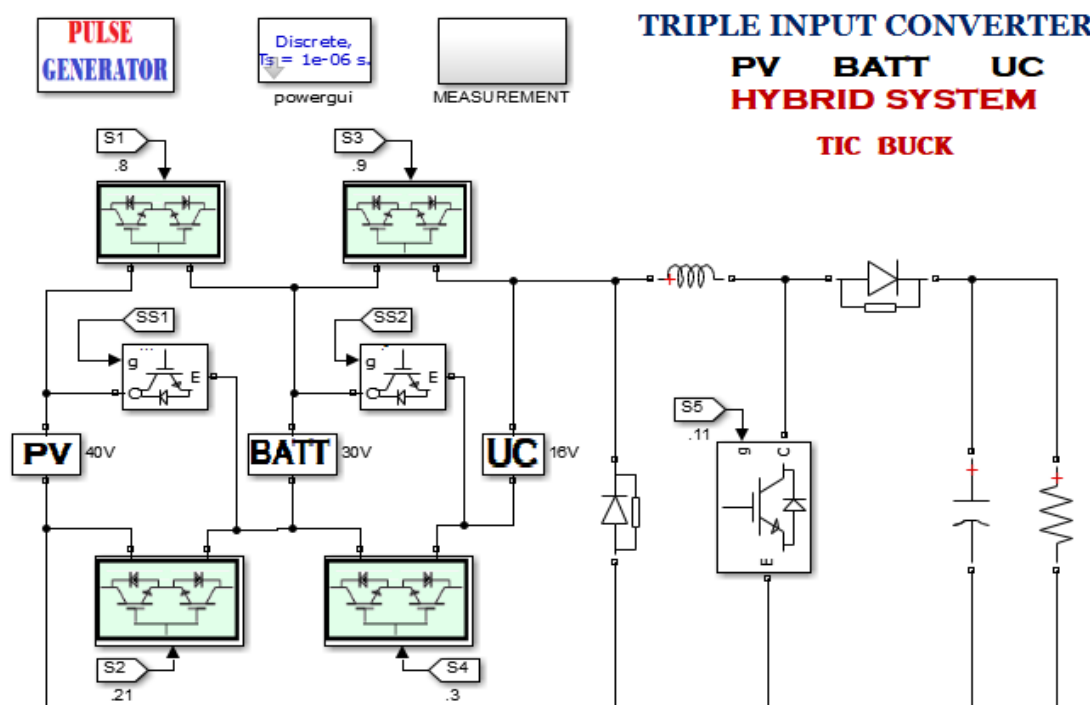 PULSE
GENERATOR
Discrete,
Ts = 1e-06 s.
powergui
MEASUREMENT
TRIPLE INPUT CONVERTER
PV BATT UC
HYBRID SYSTEM
TIC BUCK
S1
.8
S3
.9
SS1
SS2
...
g
E
g
E
PV 40V
BATT 30V
UC 16V
S5
.11
g
C
E
S2
.21
S4
.3